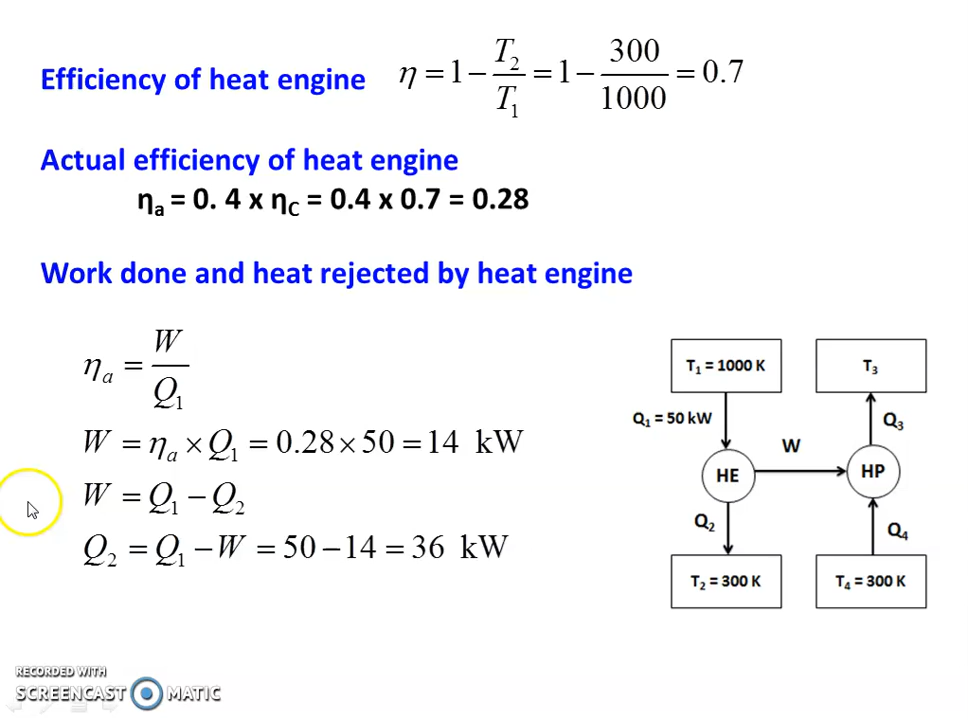 Efficiency of heat engine η = 1 − T₂/T₁ = 1 − 300/1000 = 0.7
Actual efficiency of heat engine
ηa = 0. 4 x ηC = 0.4 x 0.7 = 0.28
Work done and heat rejected by heat engine
ηa = W/Q₁
W = ηa × Q₁ = 0.28 × 50 = 14 kW
W = Q₁ − Q₂
Q₂ = Q₁ − W = 50 − 14 = 36 kW
T₁ = 1000 K
T₃
Q₁ = 50 kW
Q₃
W
HE
HP
Q₂
Q₄
T₂ = 300 K
T₄ = 300 K
RECORDED WITH
SCREENCAST MATIC